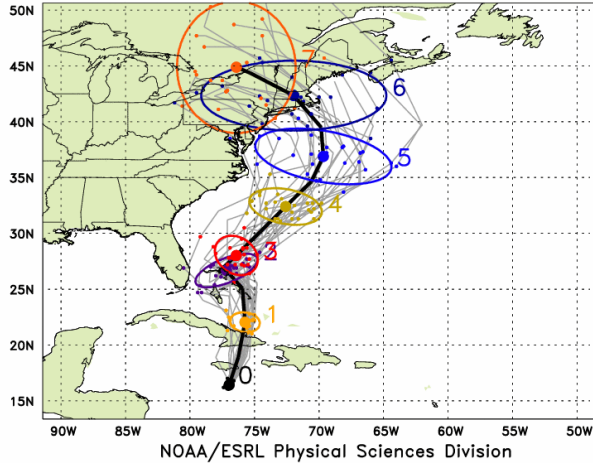 50N
45N
40N
35N
30N
25N
20N
15N
7
6
5
4
3
1
0
90W 85W 80W 75W 70W 65W 60W 55W 50W
NOAA/ESRL Physical Sciences Division